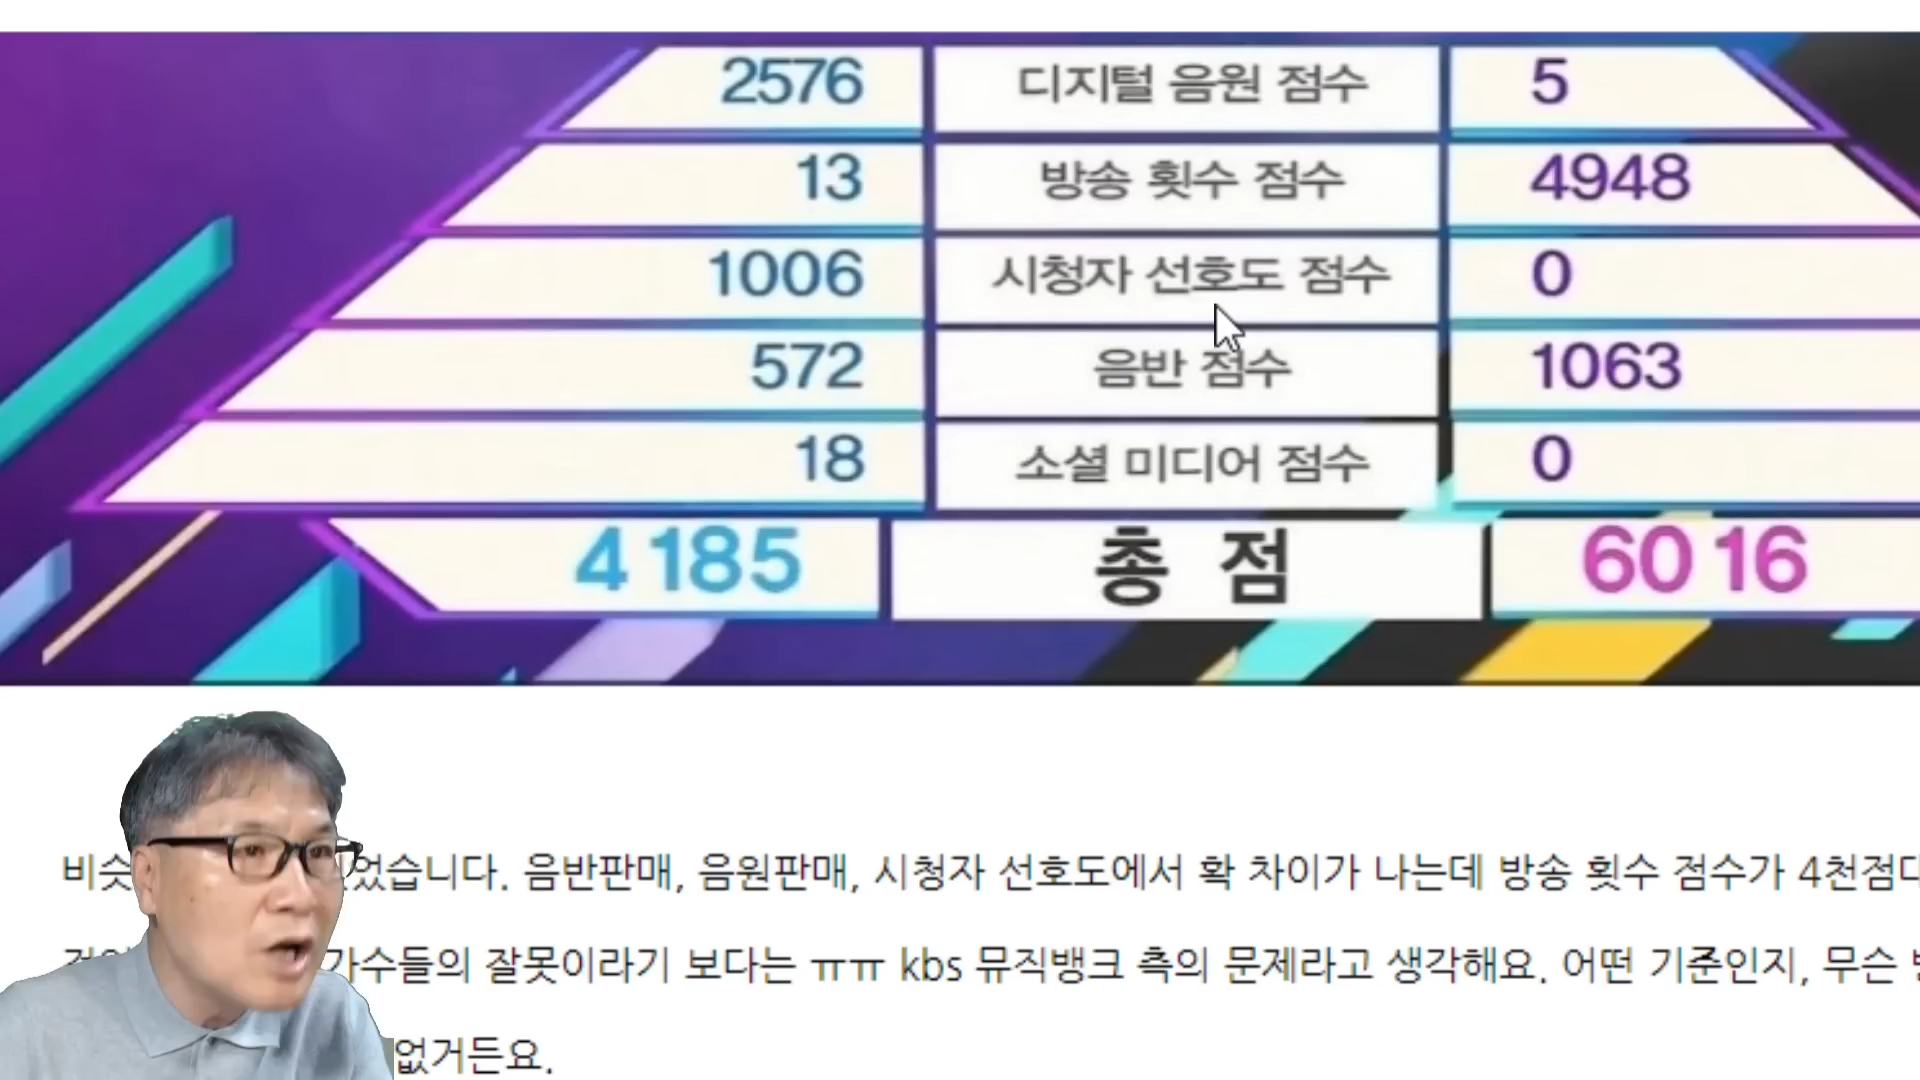 2576 디지털 음원 점수 5
13 방송 횟수 점수 4948
1006 시청자 선호도 점수 0
572 음반 점수 1063
18 소셜 미디어 점수 0
4185 총 점 6016
비슷 었습니다. 음반판매, 음원판매, 시청자 선호도에서 확 차이가 나는데 방송 횟수 점수가 4천점대
가수들의 잘못이라기 보다는 ㅠㅠ kbs 뮤직뱅크 측의 문제라고 생각해요. 어떤 기준인지, 무슨
없거든요.